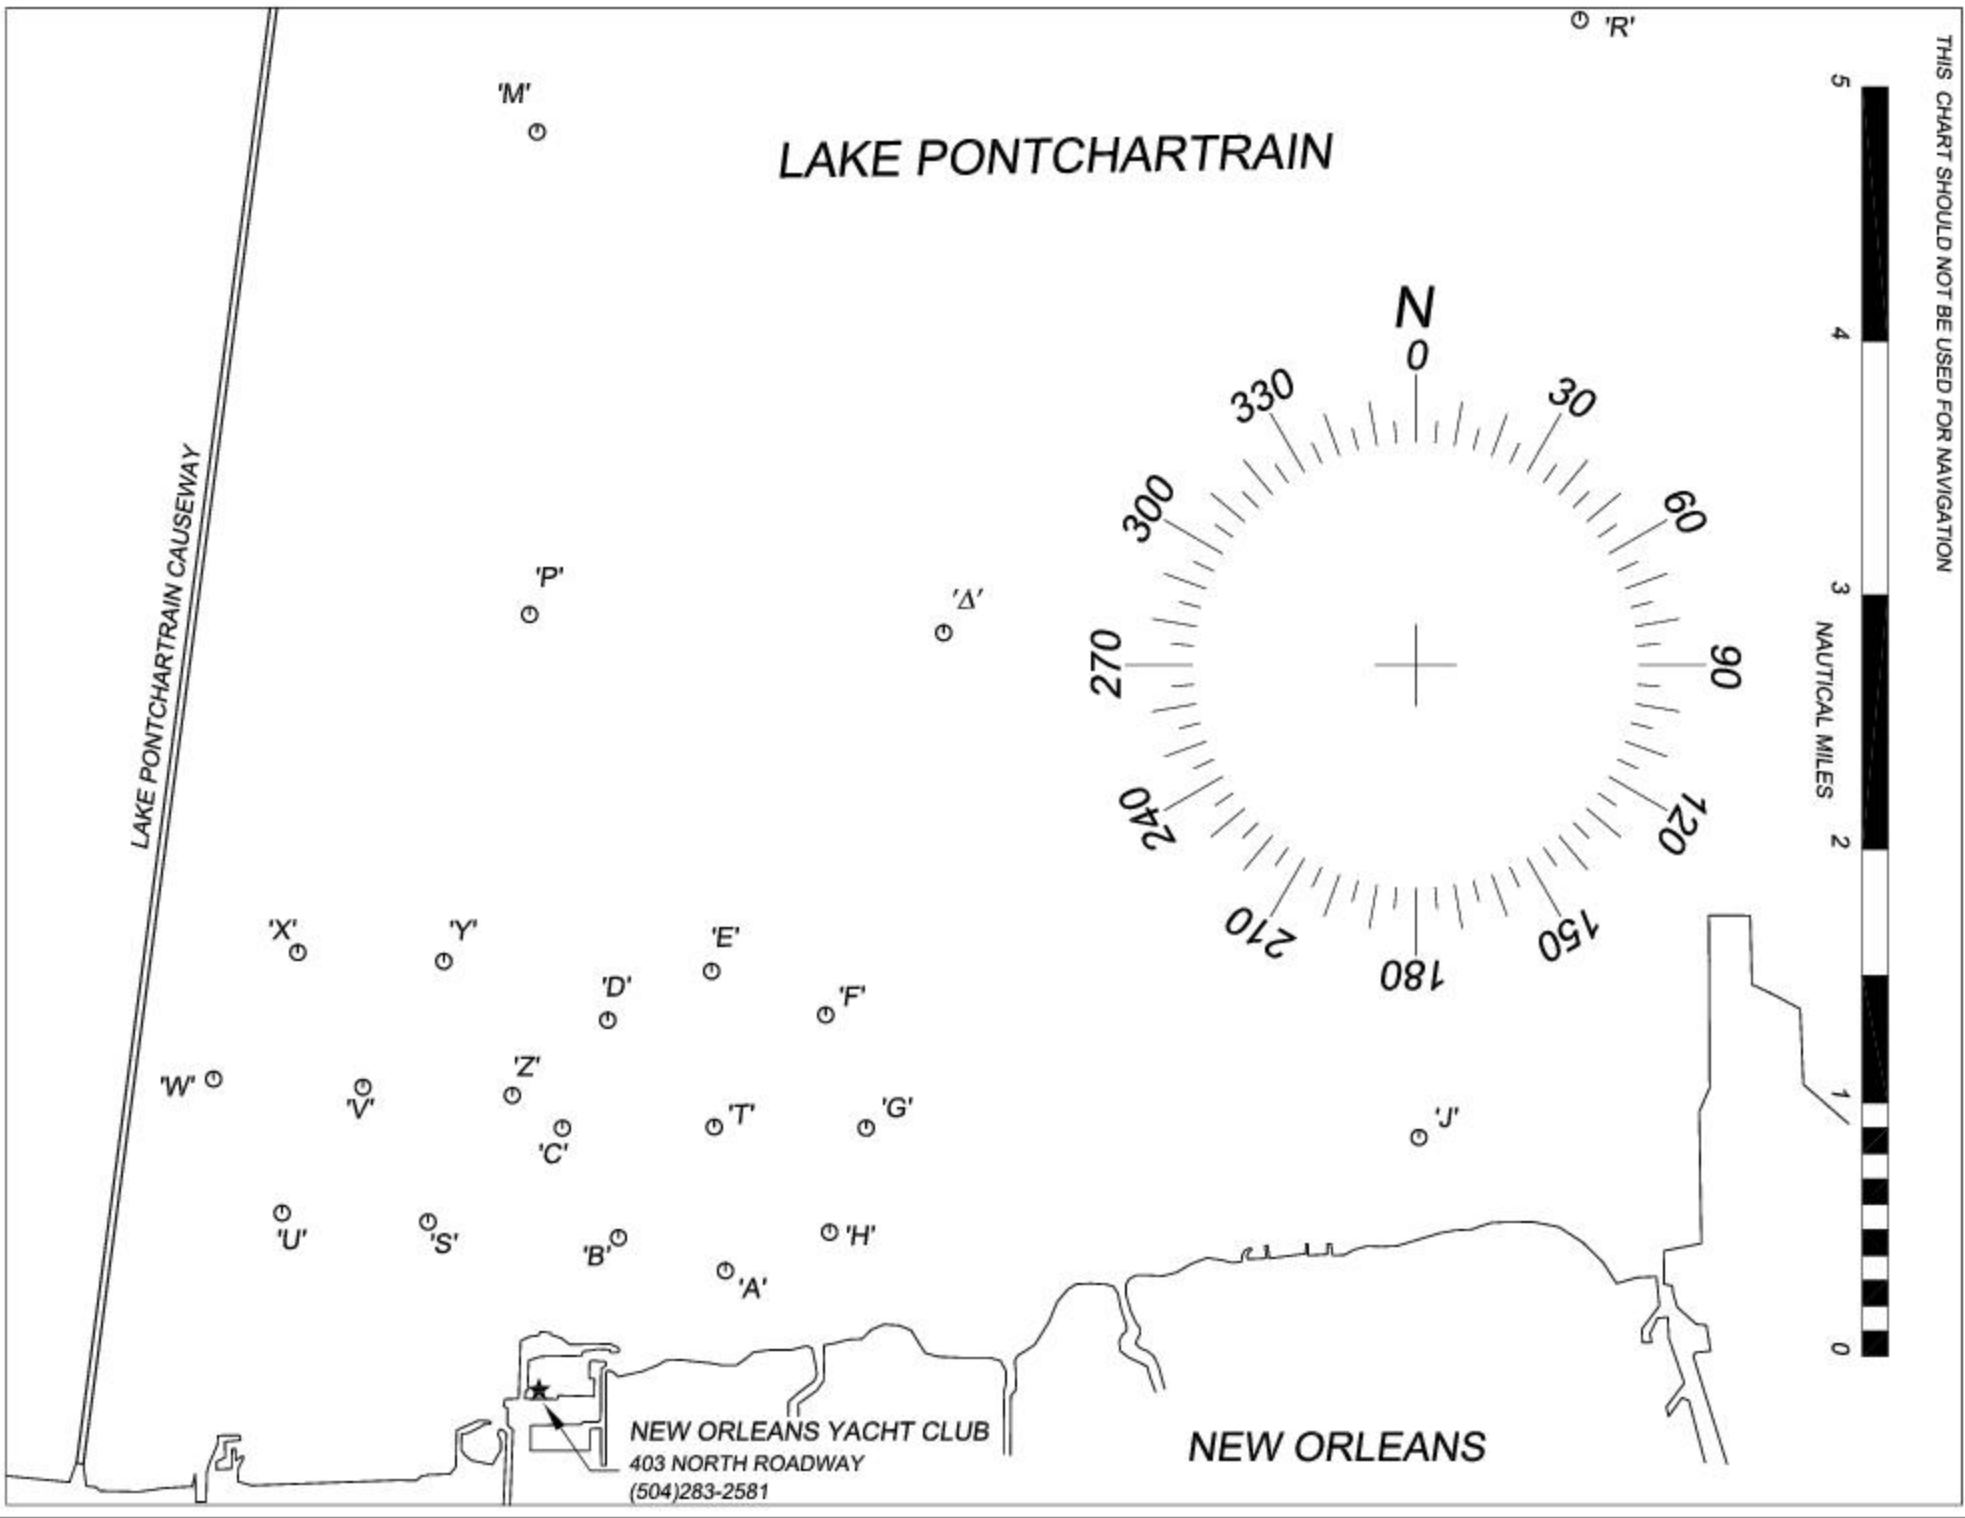 'R'
THIS CHART SHOULD NOT BE USED FOR NAVIGATION
5
'M'
LAKE PONTCHARTRAIN
N
0
30
60
90
120
150
180
210
240
270
300
330
4
3
NAUTICAL MILES
2
1
0
LAKE PONTCHARTRAIN CAUSEWAY
'P'
'Δ'
'X'
'Y'
'E'
'D'
'F'
'Z'
'W'
'V'
'C'
'T'
'G'
'J'
'U'
'S'
'B'
'H'
'A'
NEW ORLEANS YACHT CLUB
403 NORTH ROADWAY
(504)283-2581
NEW ORLEANS